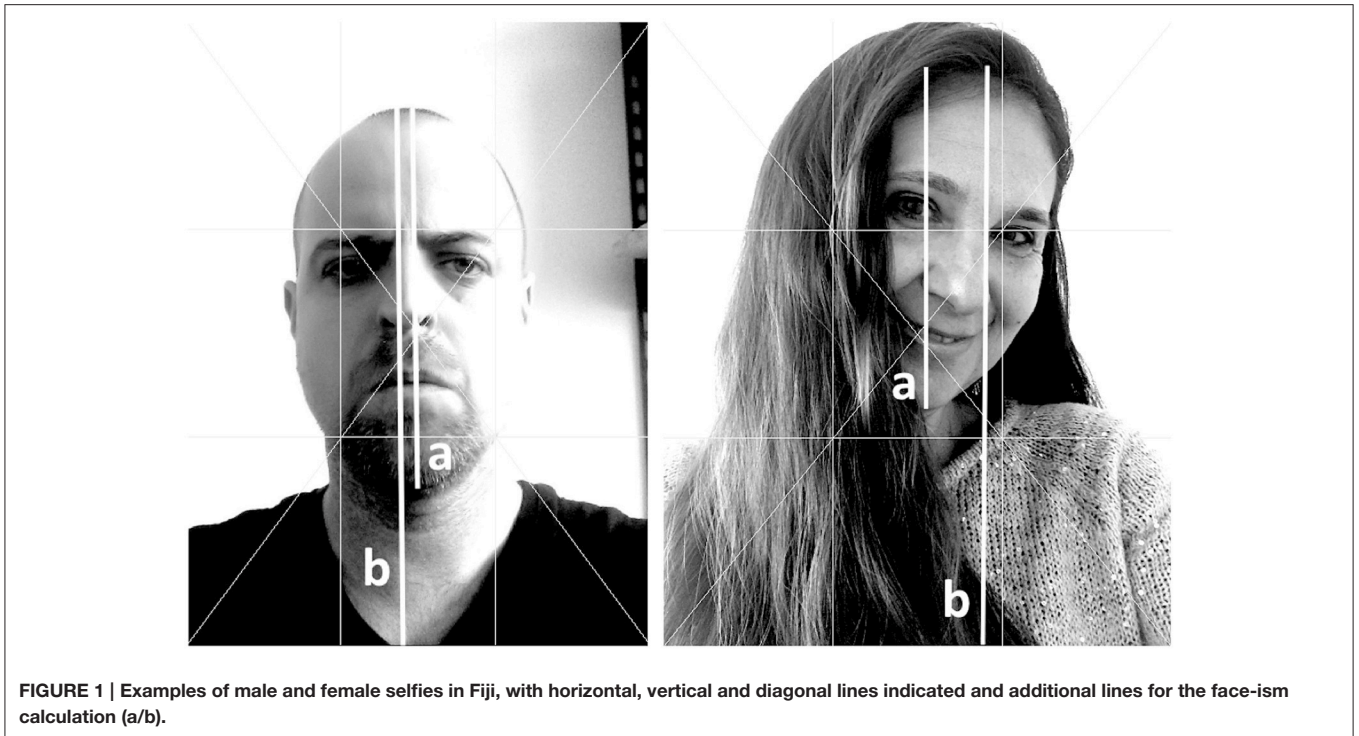 a
b
a
b
FIGURE 1 | Examples of male and female selfies in Fiji, with horizontal, vertical and diagonal lines indicated and additional lines for the face-ism
calculation (a/b).